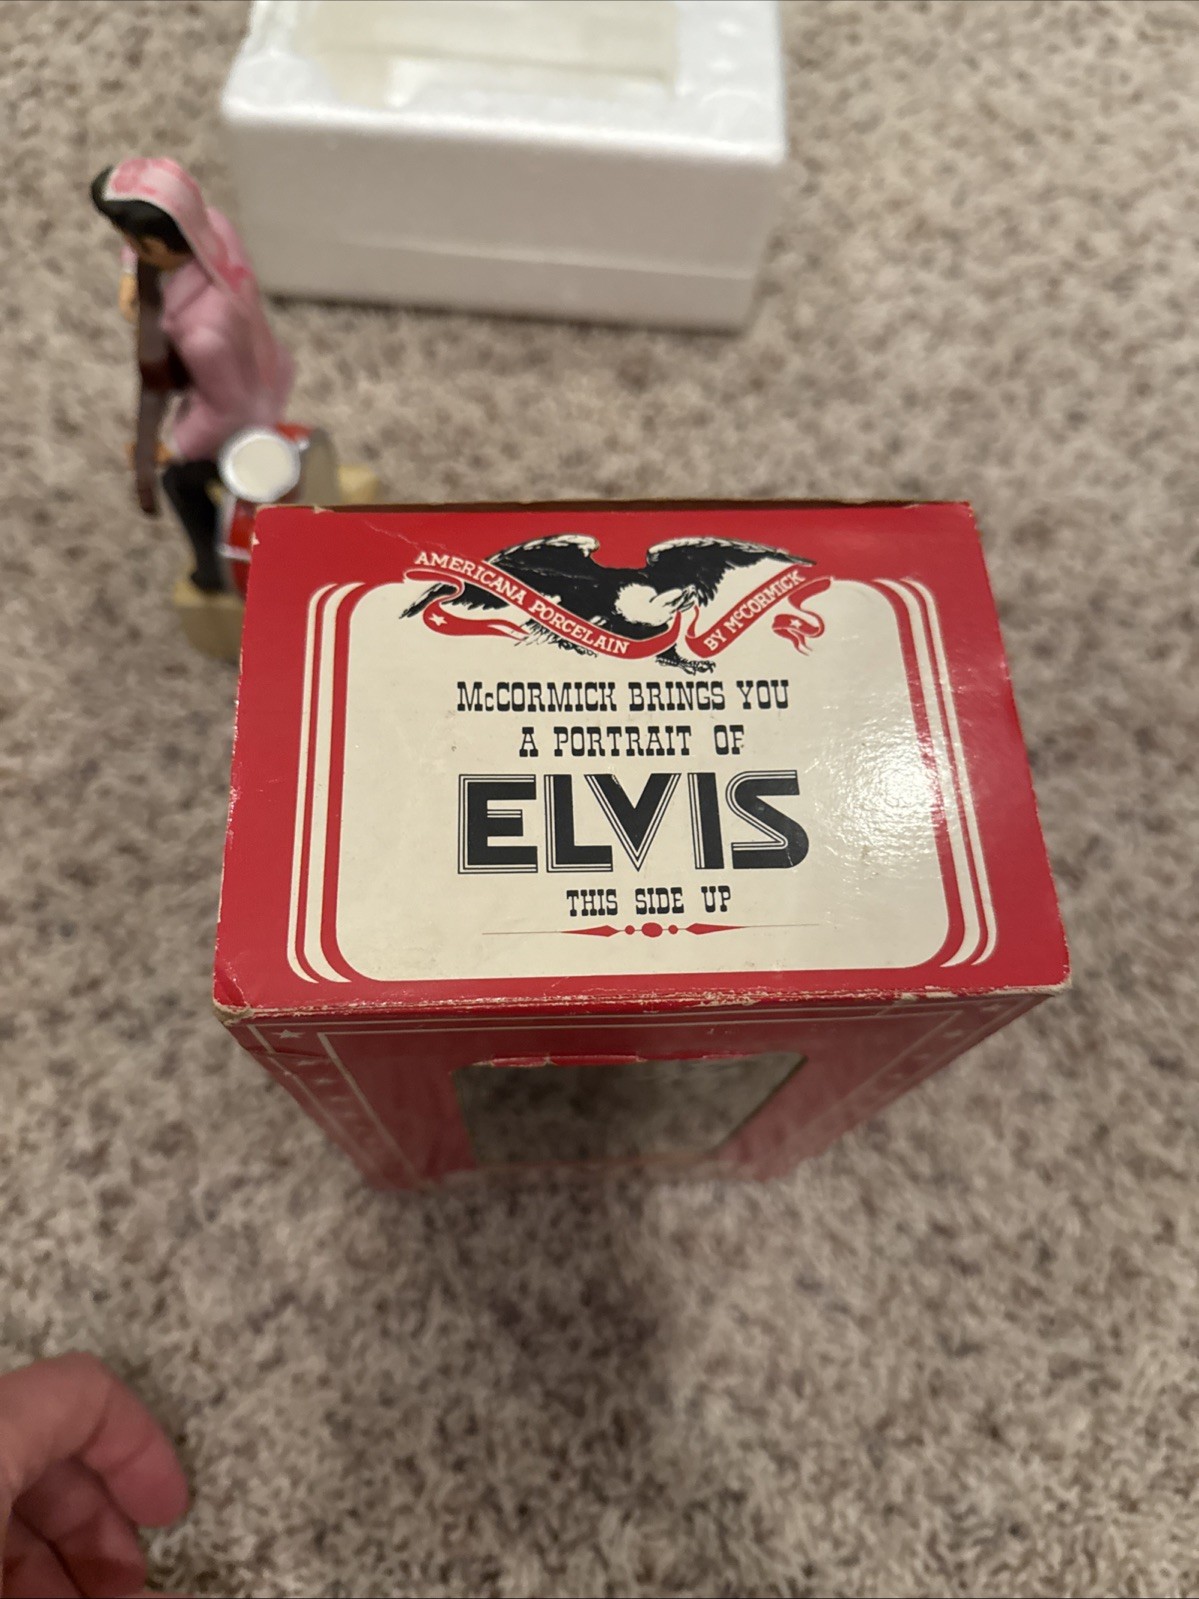 AMERICANA PORCELAIN BY McCORMICK
McCORMICK BRINGS YOU
A PORTRAIT OF
ELVIS
THIS SIDE UP